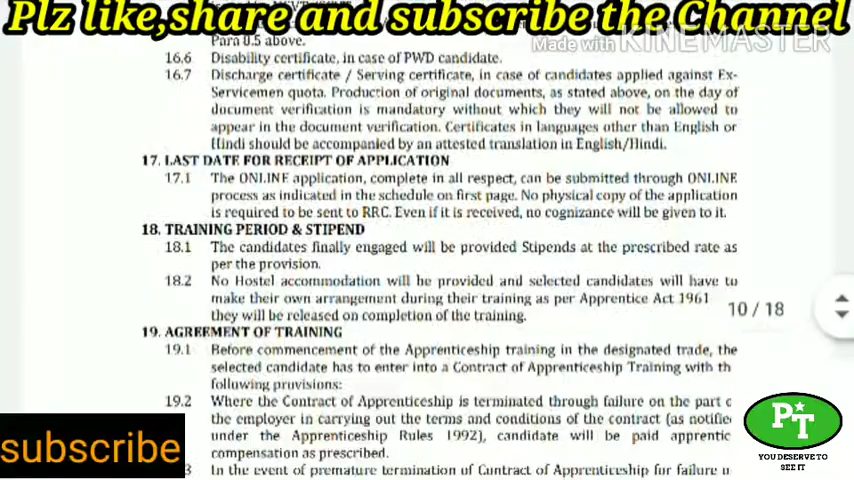 Plz like,share and subscribe the Channel
Made with KINEMASTER
Para 0.5 above.
16.6 Disability certificate, in case of PWD candidate.
16.7 Discharge certificate / Serving certificate, in case of candidates applied against Ex-
Servicemen quota. Production of original documents, as stated above, on the day of
document verification is mandatory without which they will not be allowed to
appear in the document verification. Certificates in languages other than English or
Hindi should be accompanied by an attested translation in English/Hindi.
17. LAST DATE FOR RECEIPT OF APPLICATION
17.1 The ONLINE application, complete in all respect, can be submitted through ONLINE
process as indicated in the schedule on first page. No physical copy of the application
is required to be sent to RRC. Even if it is received, no cognizance will be given to it.
18. TRAINING PERIOD & STIPEND
18.1 The candidates finally engaged will be provided Stipends at the prescribed rate as
per the provision.
18.2 No Hostel accommodation will be provided and selected candidates will have to
make their own arrangement during their training as per Apprentice Act 1961
they will be released on completion of the training.
10 / 18
19. AGREEMENT OF TRAINING
19.1 Before commencement of the Apprenticeship training in the designated trade, the
selected candidate has to enter into a Contract of Apprenticeship Training with th
following provisions:
19.2 Where the Contract of Apprenticeship is terminated through failure on the part o
the employer in carrying out the terms and conditions of the contract (as notifie
under the Apprenticeship Rules 1992), candidate will be paid apprentic
compensation as prescribed.
3 In the event of premature termination of Contract of Apprenticeship for failure
subscribe
PT
YOU DESERVE TO
SEE IT